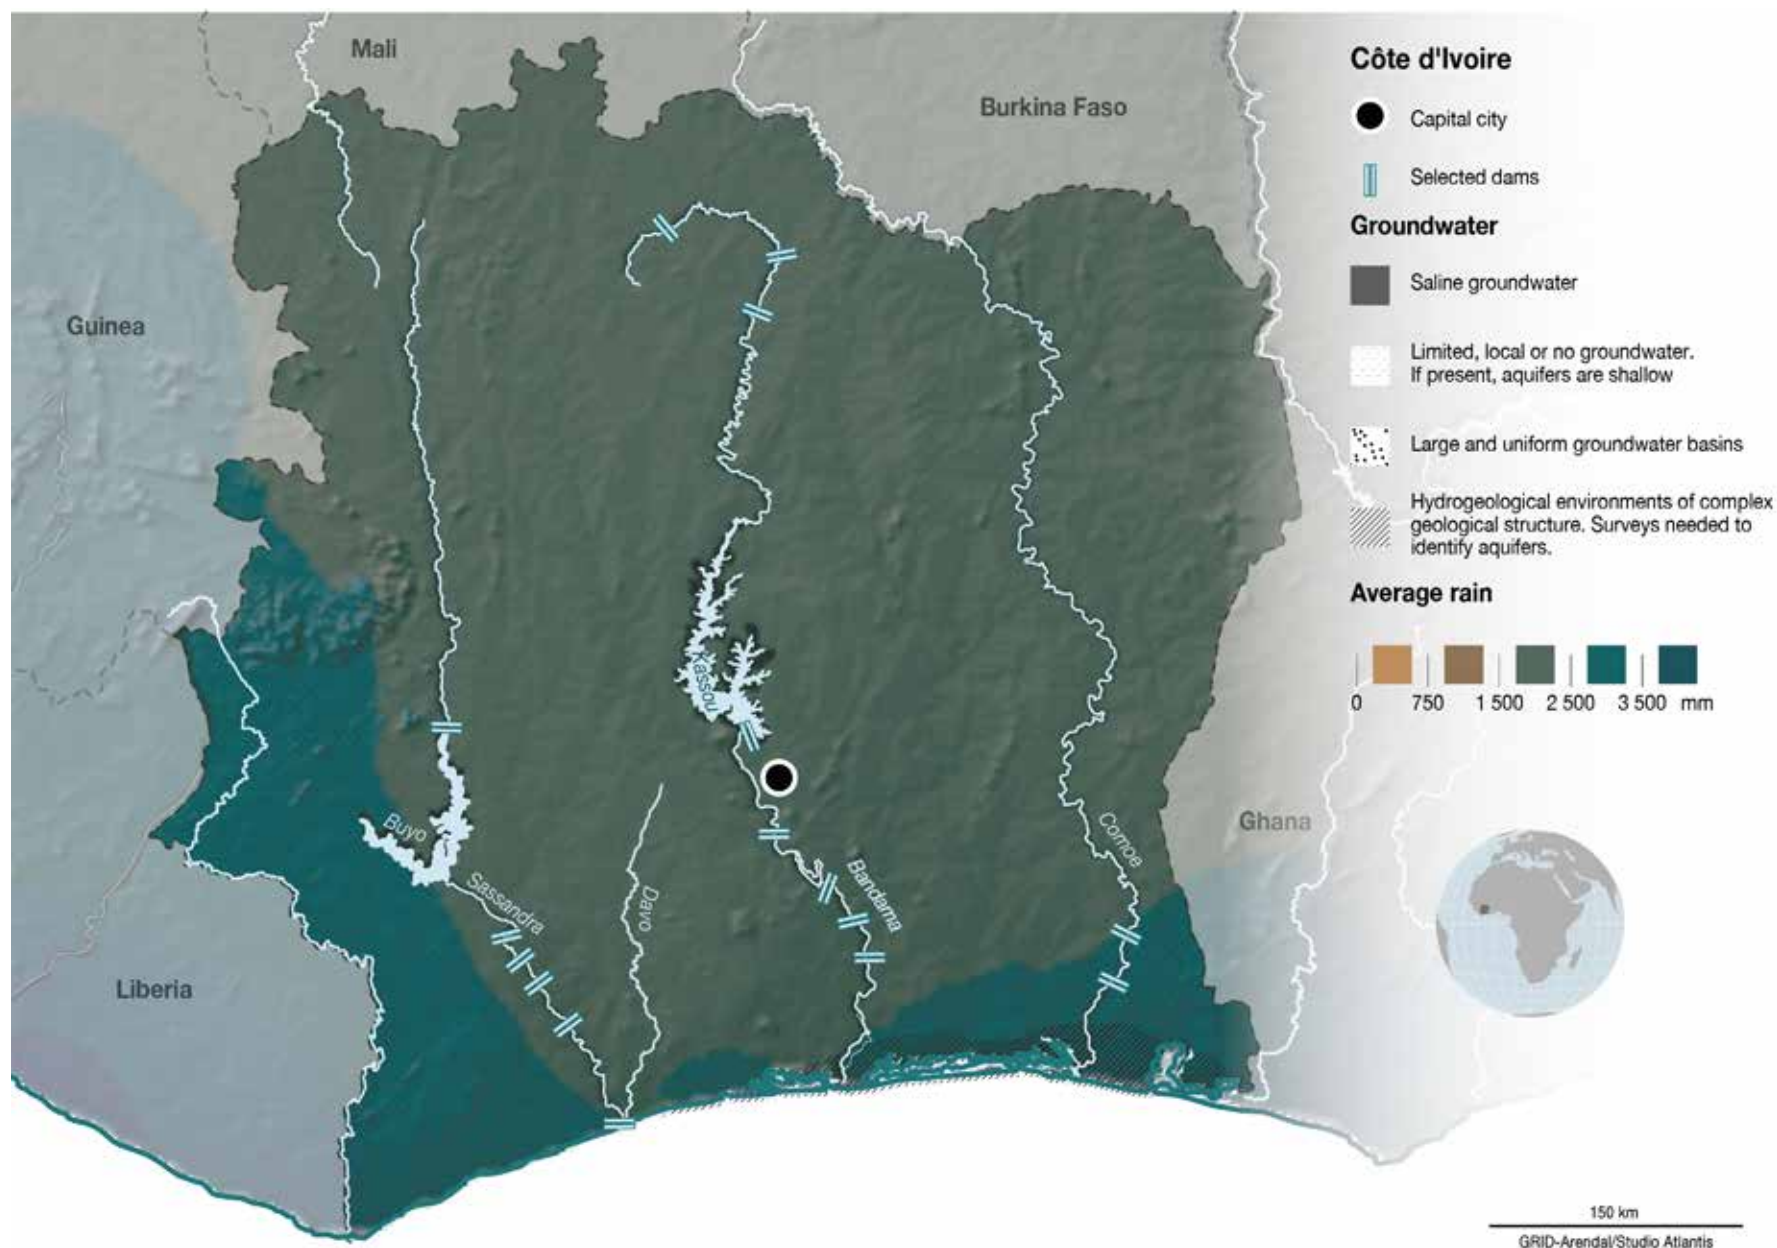 Mali
Burkina Faso
Guinea
Kassou
Buyo
Sassandra
Davo
Bandama
Comoe
Ghana
Liberia
Côte d'Ivoire
Capital city
Selected dams
Groundwater
Saline groundwater
Limited, local or no groundwater.
If present, aquifers are shallow
Large and uniform groundwater basins
Hydrogeological environments of complex
geological structure. Surveys needed to
identify aquifers.
Average rain
0 750 1 500 2 500 3 500 mm
150 km
GRID-Arendal/Studio Atlantis